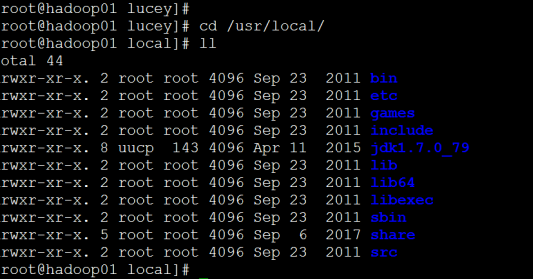 root@hadoop01 lucey]#
root@hadoop01 lucey]# cd /usr/local/
root@hadoop01 local]# ll
otal 44
rwxr-xr-x. 2 root root 4096 Sep 23  2011 bin
rwxr-xr-x. 2 root root 4096 Sep 23  2011 etc
rwxr-xr-x. 2 root root 4096 Sep 23  2011 games
rwxr-xr-x. 2 root root 4096 Sep 23  2011 include
rwxr-xr-x. 8 uucp  143 4096 Apr 11  2015 jdk1.7.0_79
rwxr-xr-x. 2 root root 4096 Sep 23  2011 lib
rwxr-xr-x. 2 root root 4096 Sep 23  2011 lib64
rwxr-xr-x. 2 root root 4096 Sep 23  2011 libexec
rwxr-xr-x. 2 root root 4096 Sep 23  2011 sbin
rwxr-xr-x. 5 root root 4096 Sep  6  2017 share
rwxr-xr-x. 2 root root 4096 Sep 23  2011 src
root@hadoop01 local]#